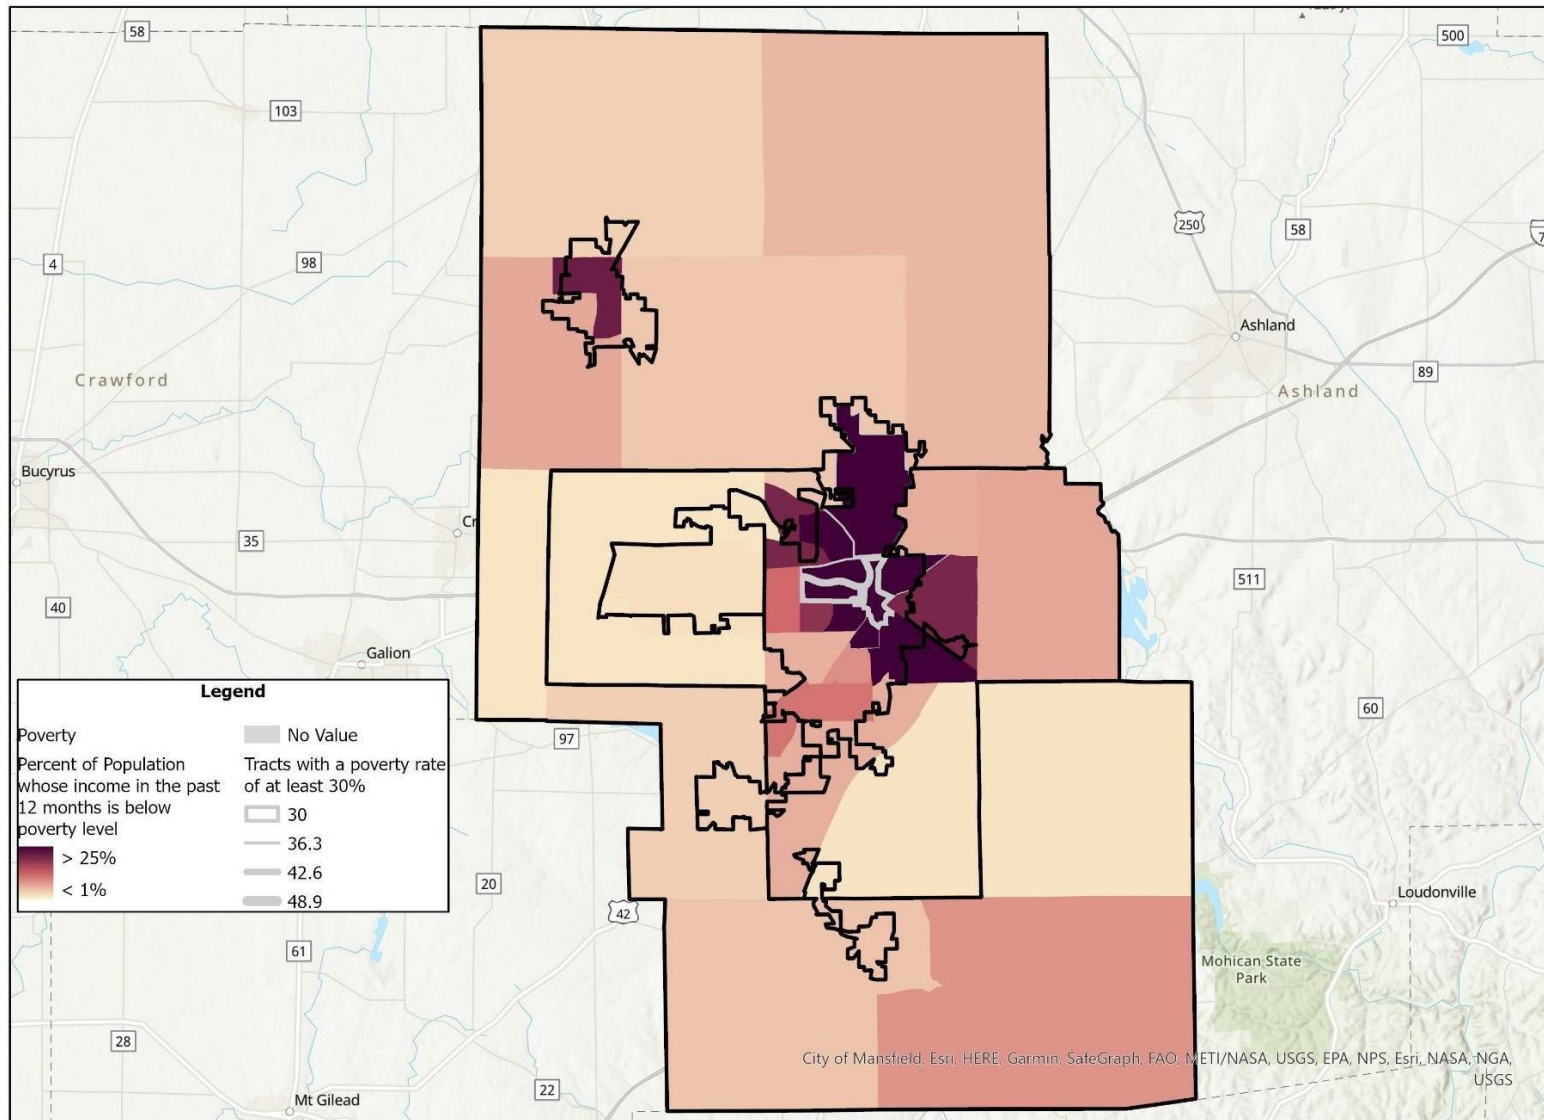 58
500
103
250
58
4
98
Ashland
Crawford
89
Ashland
Bucyrus
35
511
40
Galion
60
97
Legend
Poverty
Percent of Population
whose income in the past
12 months is below
poverty level
> 25%
< 1%
No Value
Tracts with a poverty rate
of at least 30%
30
36.3
42.6
48.9
20
42
Loudonville
61
Mohican State
Park
28
City of Mansfield, Esri, HERE, Garmin, SafeGraph, FAO, METI/NASA, USGS, EPA, NPS, Esri, NASA, NGA,
USGS
22
Mt Gilead